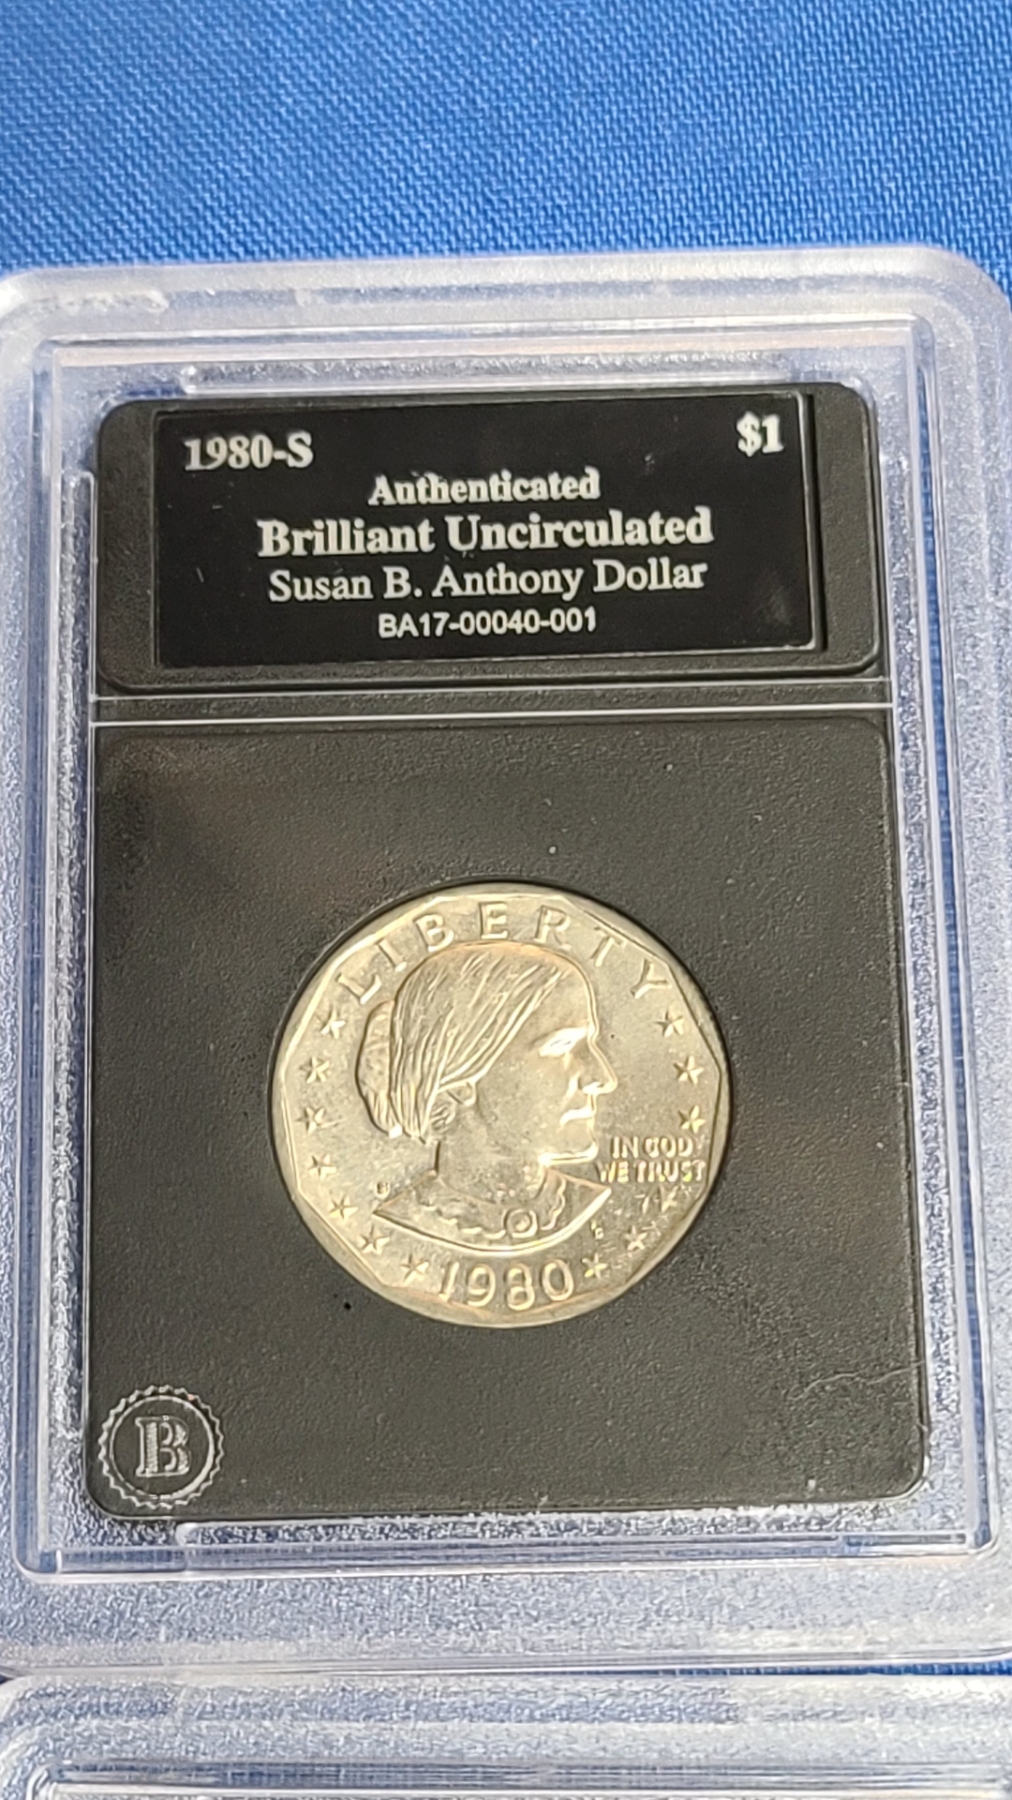 1980-S $1
Authenticated
Brilliant Uncirculated
Susan B. Anthony Dollar
BA17-00040-001
LIBERTY
IN GOD
WE TRUST
S
1980
B